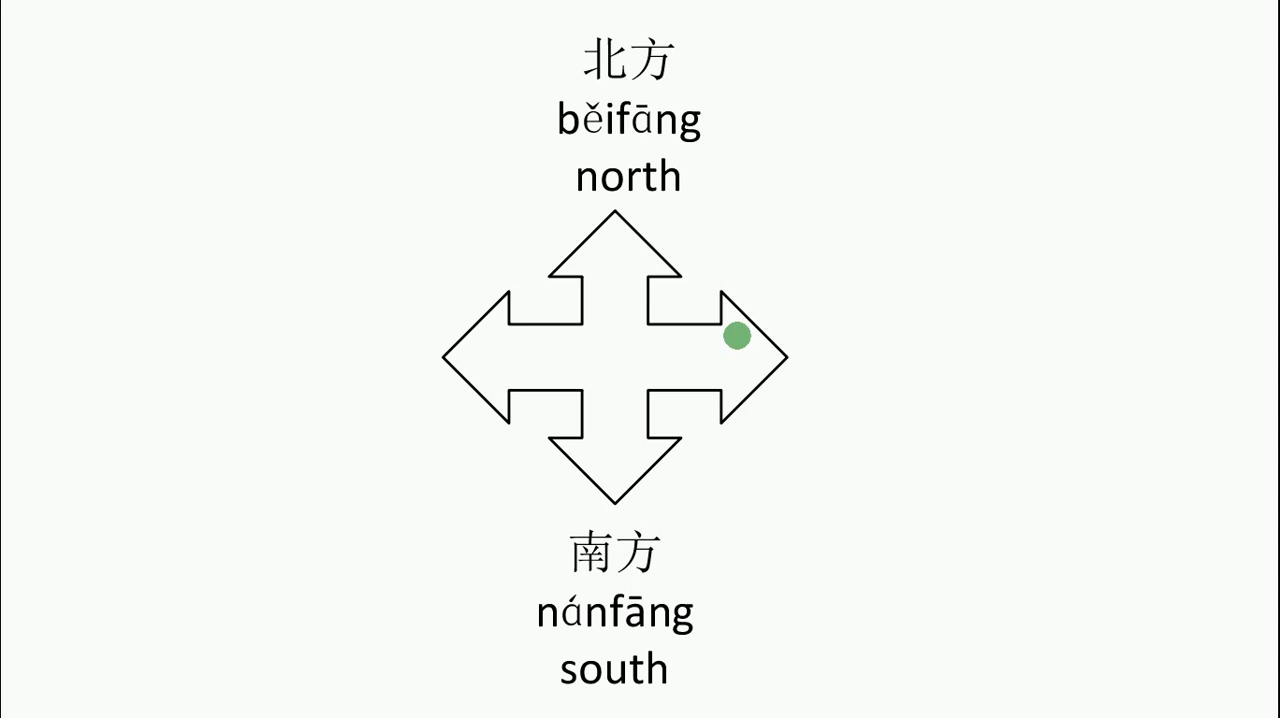 北方
běifāng
north
南方
nánfāng
south